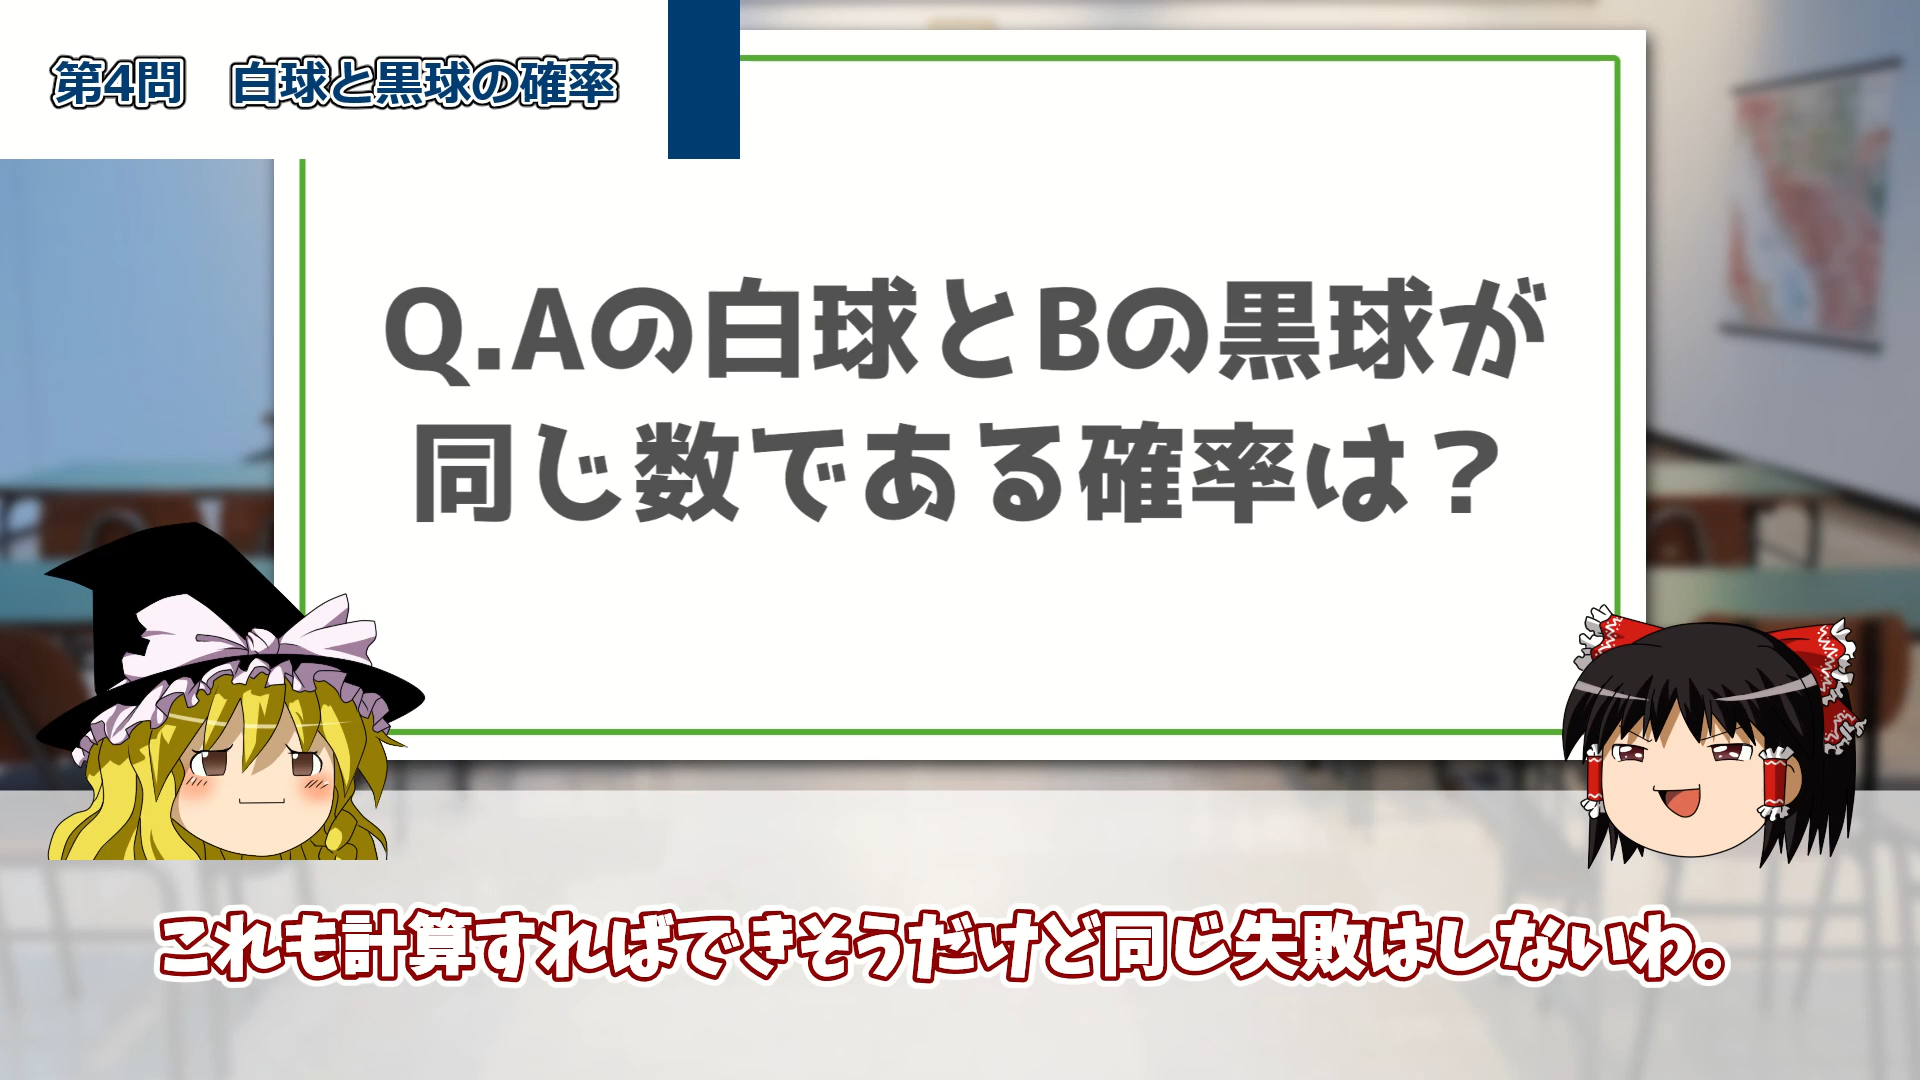 第4問　白球と黒球の確率
Q.Aの白球とBの黒球が
同じ数である確率は？
これも計算すればできそうだけど同じ失敗はしないわ。